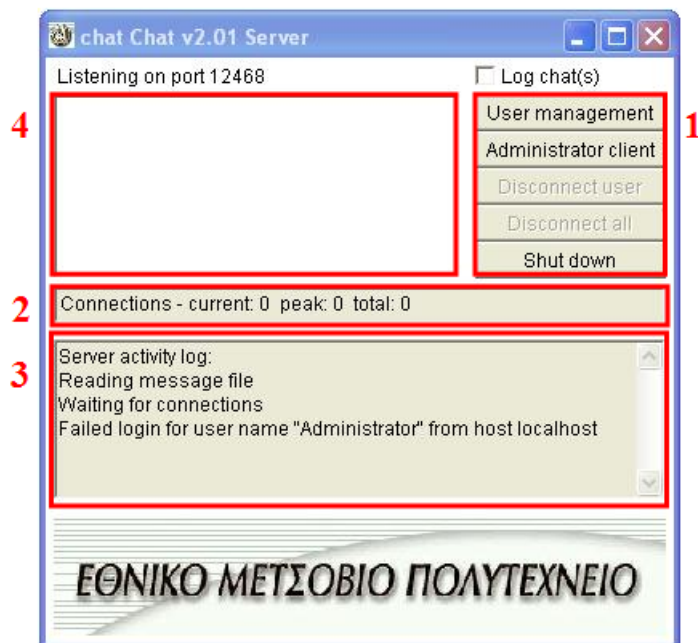 chat Chat v2.01 Server
Listening on port 12468
Log chat(s)
4
User management
1
Administrator client
Disconnect user
Disconnect all
Shut down
2
Connections - current: 0 peak: 0 total: 0
3
Server activity log:
Reading message file
Waiting for connections
Failed login for user name "Administrator" from host localhost
ΕΘΝΙΚΟ ΜΕΤΣΟΒΙΟ ΠΟΛΥΤΕΧΝΕΙΟ